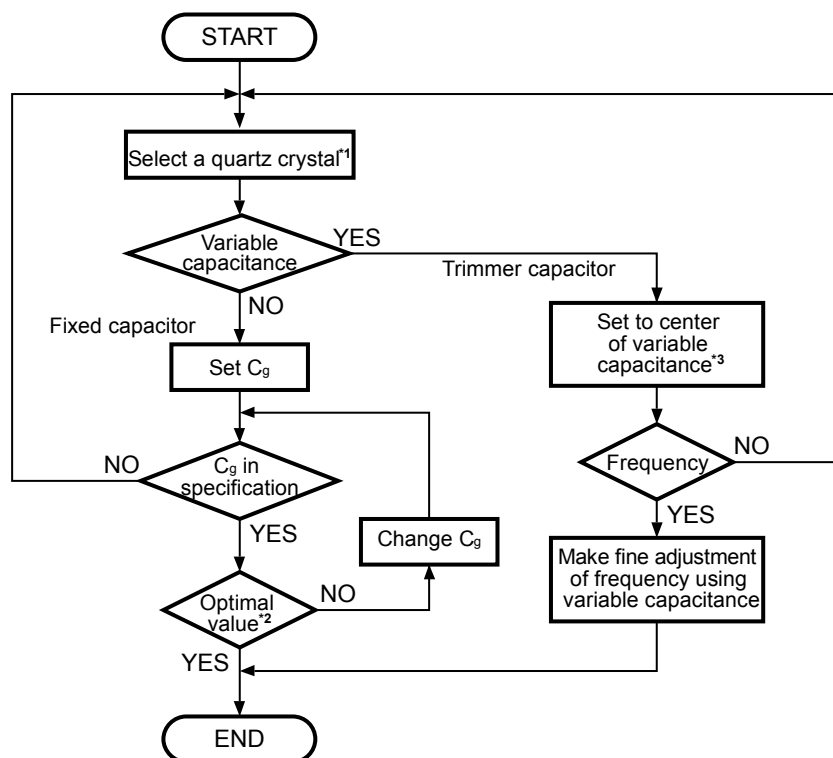 START
Select a quartz crystal*1
Variable
capacitance
YES
Trimmer capacitor
NO
Fixed capacitor
Set to center
of variable
capacitance*3
Set Cg
Cg in
specification
NO
YES
Frequency
NO
YES
Change Cg
Make fine adjustment
of frequency using
variable capacitance
Optimal
value*2
NO
YES
END